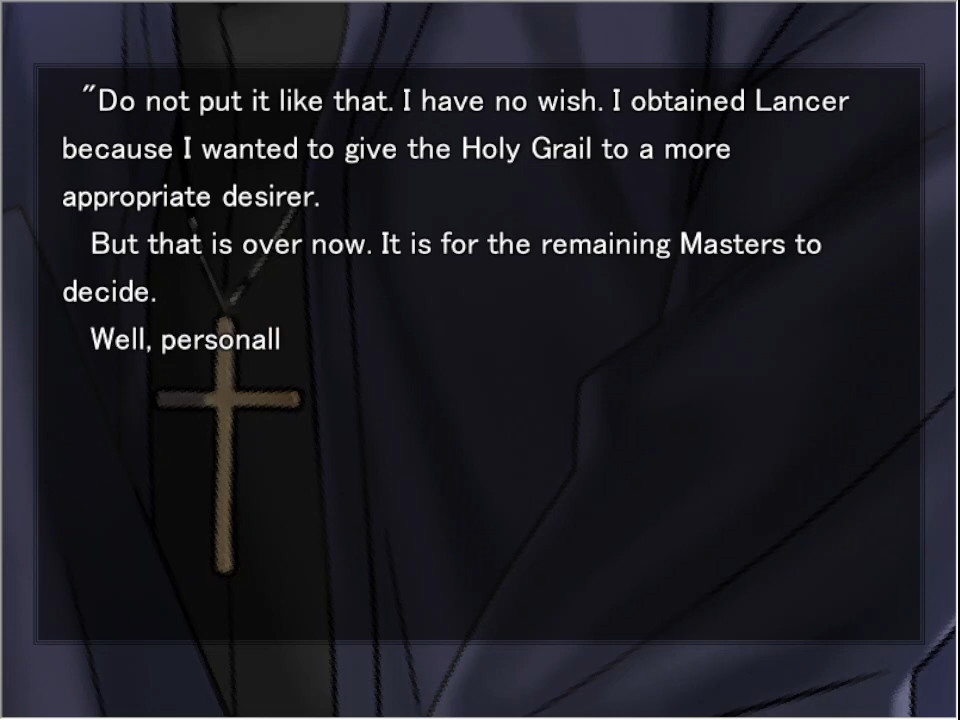 "Do not put it like that. I have no wish. I obtained Lancer
because I wanted to give the Holy Grail to a more
appropriate desirer.
But that is over now. It is for the remaining Masters to
decide.
Well, personall